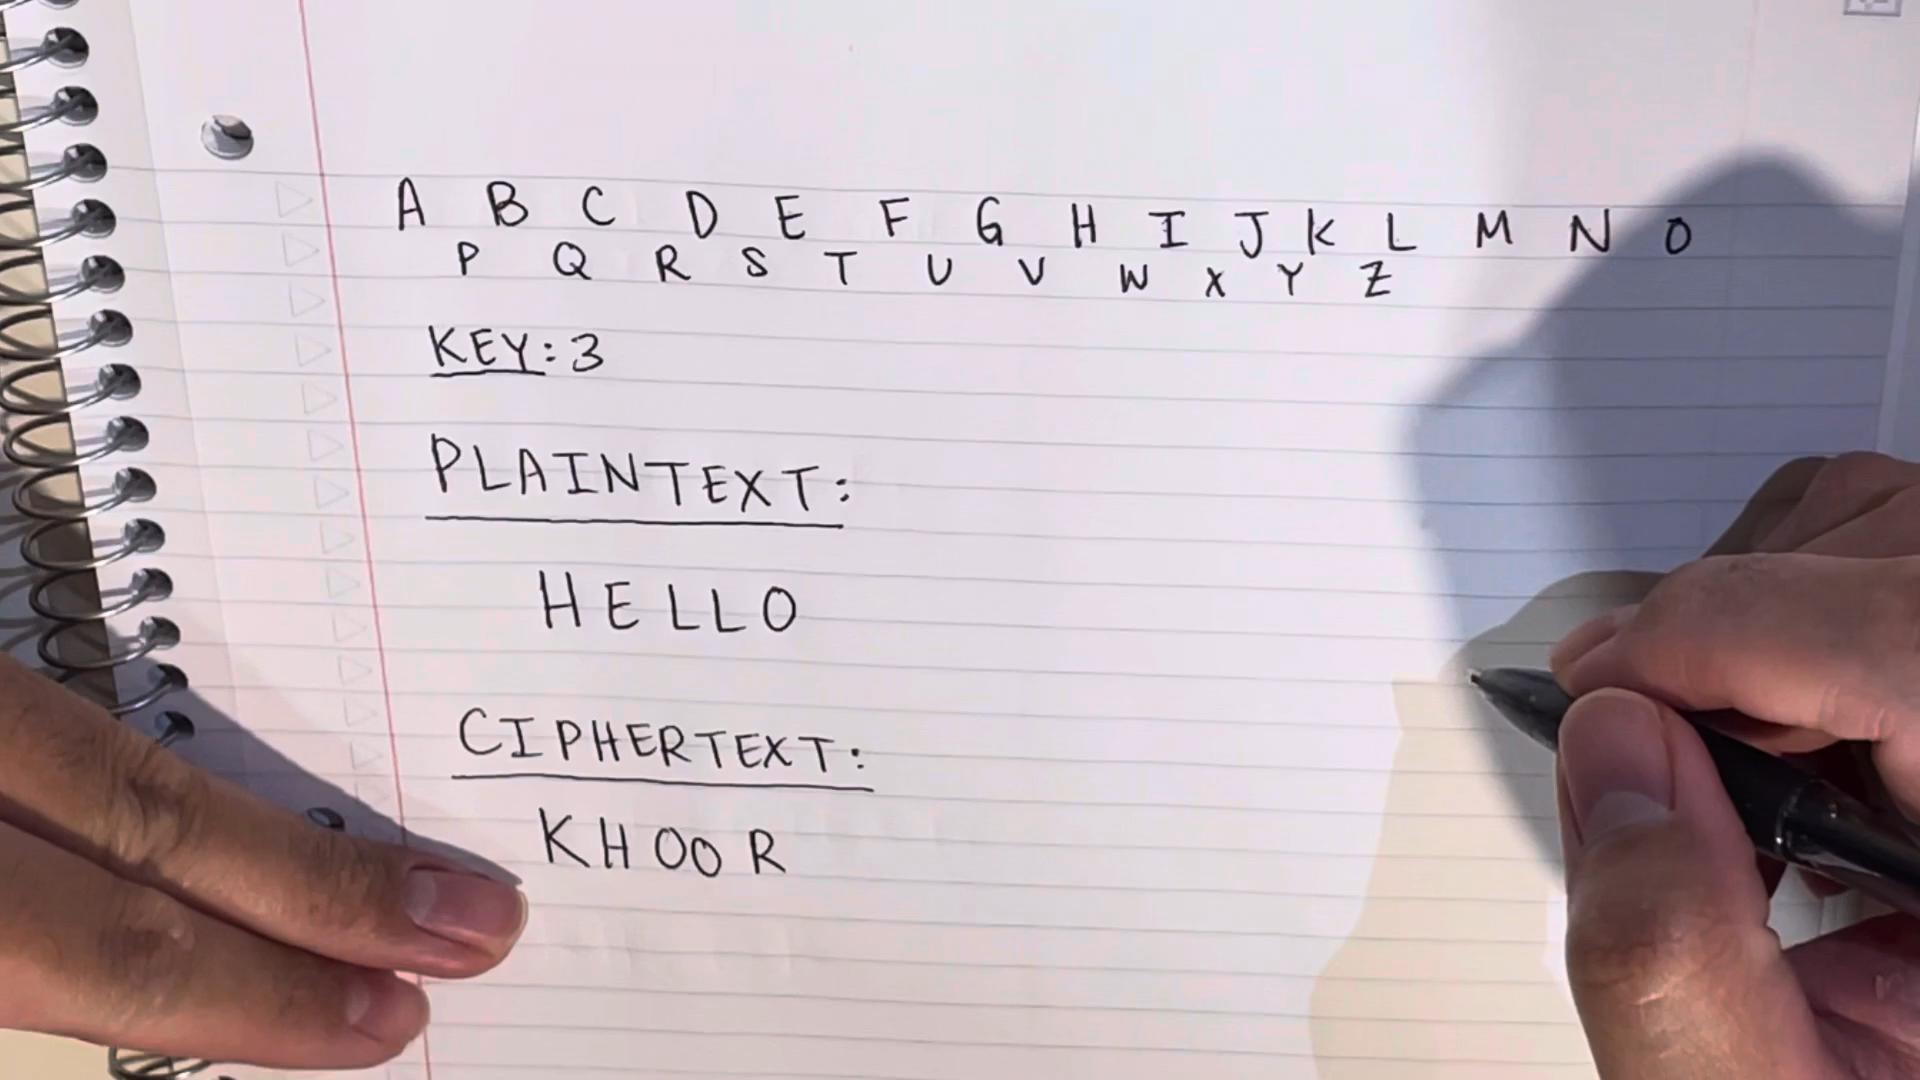 A B C D E F G H I J K L M N O
P Q R S T U V W X Y Z
KEY: 3
PLAINTEXT:
HELLO
CIPHERTEXT:
KHOOR